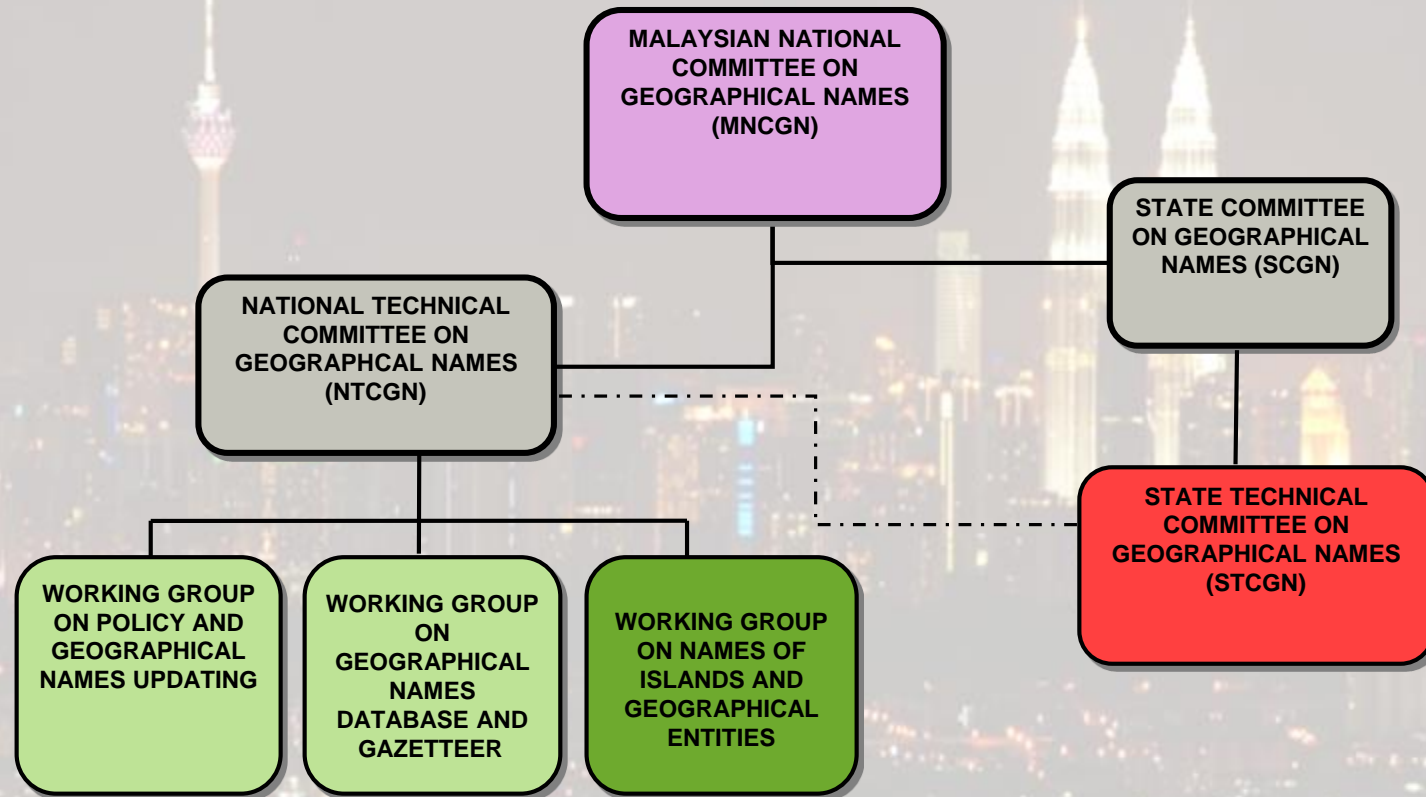 MALAYSIAN NATIONAL
COMMITTEE ON
GEOGRAPHICAL NAMES
(MNCGN)
STATE COMMITTEE
ON GEOGRAPHICAL
NAMES (SCGN)
NATIONAL TECHNICAL
COMMITTEE ON
GEOGRAPHCAL NAMES
(NTCGN)
STATE TECHNICAL
COMMITTEE ON
GEOGRAPHICAL NAMES
(STCGN)
WORKING GROUP
ON POLICY AND
GEOGRAPHICAL
NAMES UPDATING
WORKING GROUP
ON
GEOGRAPHICAL
NAMES
DATABASE AND
GAZETTEER
WORKING GROUP
ON NAMES OF
ISLANDS AND
GEOGRAPHICAL
ENTITIES